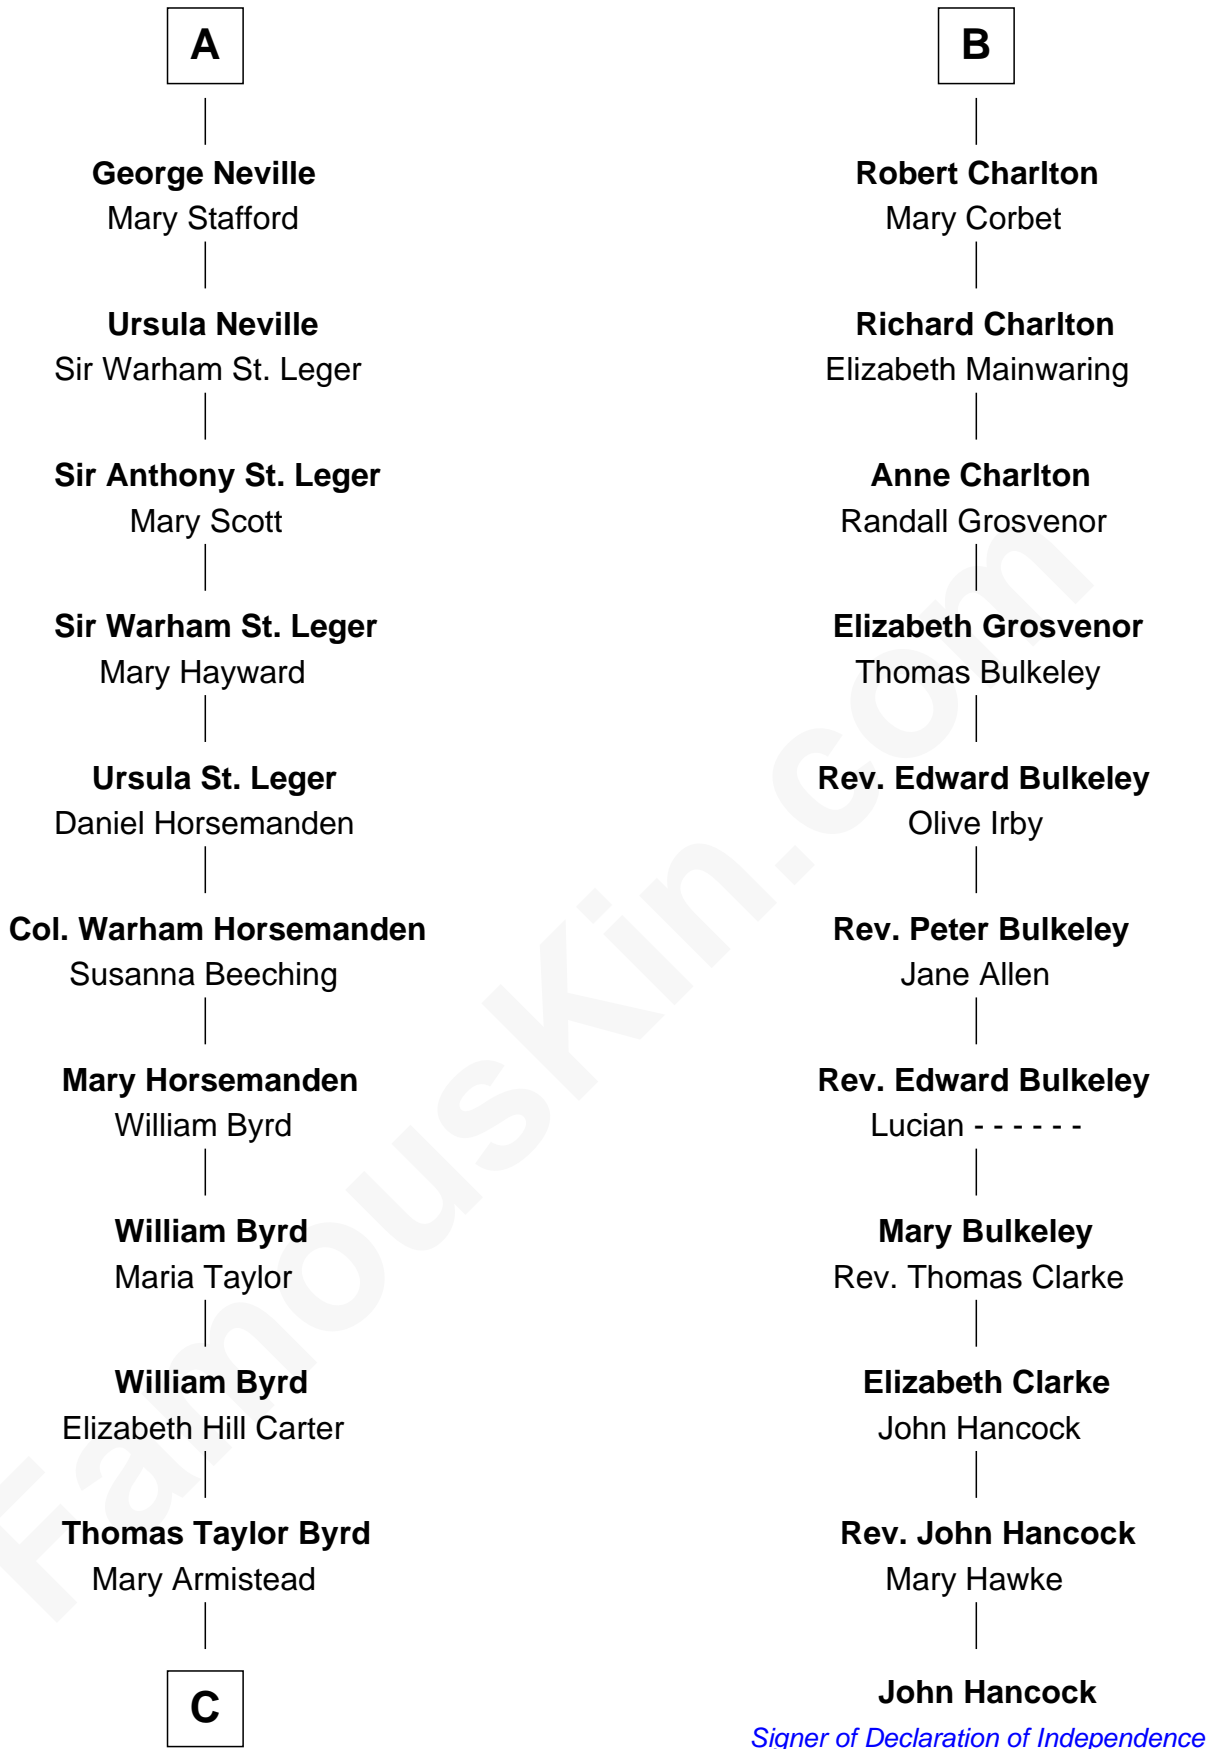 A
George Neville
Mary Stafford
Ursula Neville
Sir Warham St. Leger
Sir Anthony St. Leger
Mary Scott
Sir Warham St. Leger
Mary Hayward
Ursula St. Leger
Daniel Horsemanden
Col. Warham Horsemanden
Susanna Beeching
Mary Horsemanden
William Byrd
William Byrd
Maria Taylor
William Byrd
Elizabeth Hill Carter
Thomas Taylor Byrd
Mary Armistead
C
B
Robert Charlton
Mary Corbet
Richard Charlton
Elizabeth Mainwaring
Anne Charlton
Randall Grosvenor
Elizabeth Grosvenor
Thomas Bulkeley
Rev. Edward Bulkeley
Olive Irby
Rev. Peter Bulkeley
Jane Allen
Rev. Edward Bulkeley
Lucian - - - - - -
Mary Bulkeley
Rev. Thomas Clarke
Elizabeth Clarke
John Hancock
Rev. John Hancock
Mary Hawke
John Hancock
Signer of Declaration of Independence
FamousKin.com